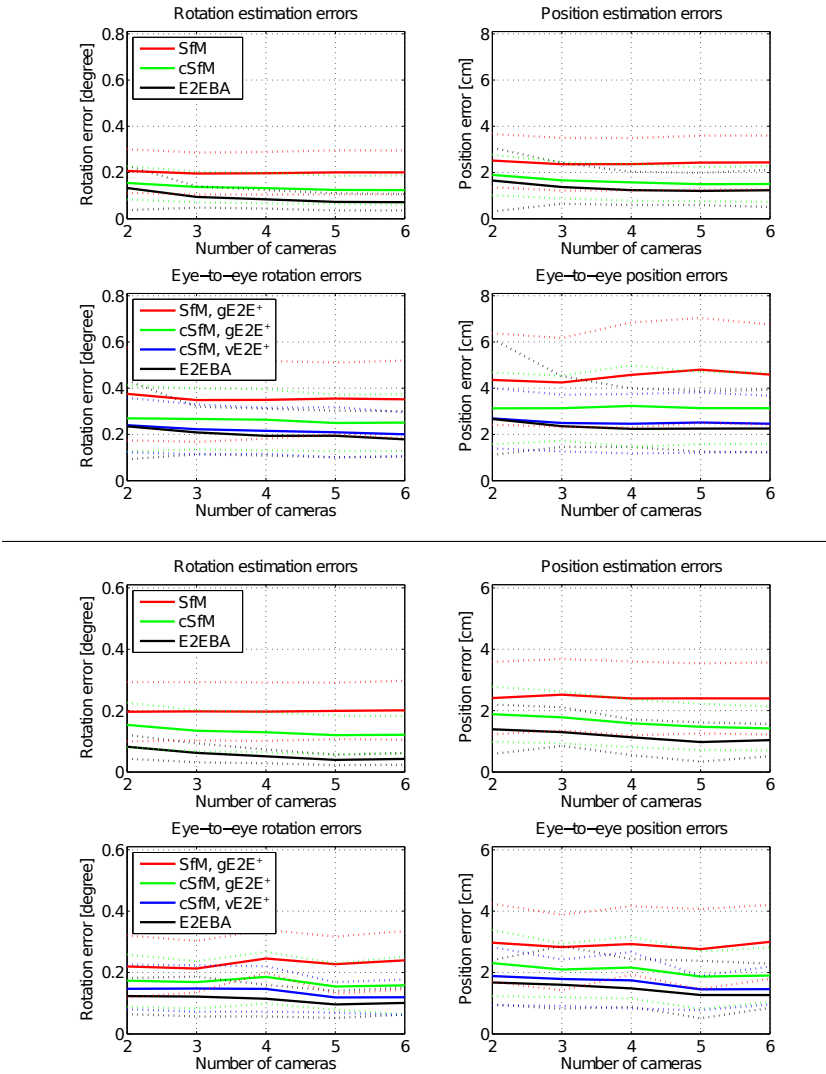 Rotation estimation errors
0.8
0.6
0.4
0.2
0
Rotation error [degree]
SfM
cSfM
E2EBA
2 3 4 5 6
Number of cameras
Position estimation errors
8
6
4
2
0
Position error [cm]
2 3 4 5 6
Number of cameras
Eye−to−eye rotation errors
0.8
0.6
0.4
0.2
0
Rotation error [degree]
SfM, gE2E⁺
cSfM, gE2E⁺
cSfM, vE2E⁺
E2EBA
2 3 4 5 6
Number of cameras
Eye−to−eye position errors
8
6
4
2
0
Position error [cm]
2 3 4 5 6
Number of cameras
Rotation estimation errors
0.6
0.4
0.2
0
Rotation error [degree]
SfM
cSfM
E2EBA
2 3 4 5 6
Number of cameras
Position estimation errors
6
4
2
0
Position error [cm]
2 3 4 5 6
Number of cameras
Eye−to−eye rotation errors
0.6
0.4
0.2
0
Rotation error [degree]
SfM, gE2E⁺
cSfM, gE2E⁺
cSfM, vE2E⁺
E2EBA
2 3 4 5 6
Number of cameras
Eye−to−eye position errors
6
4
2
0
Position error [cm]
2 3 4 5 6
Number of cameras